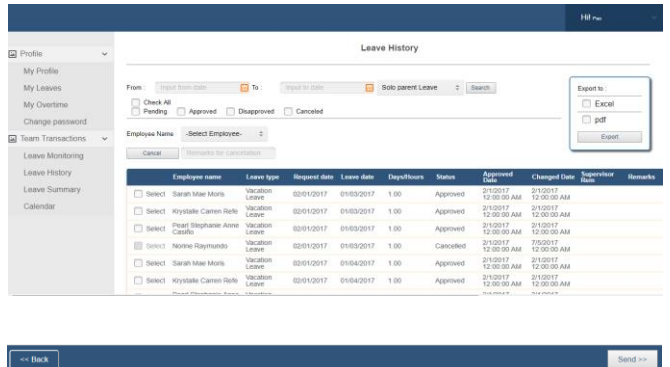 Hi! Pao
Profile
My Profile
My Leaves
My Overtime
Change password
Team Transactions
Leave Monitoring
Leave History
Leave Summary
Calendar
Leave History
From : Input from date To : Input to date Solo parent Leave Search
Check All
Pending Approved Disapproved Canceled
Employee Name -Select Employee-
Cancel Remarks for cancellation
Export to :
Excel
pdf
Export
Employee name Leave type Request date Leave date Days/Hours Status Approved Date Changed Date Supervisor Rem Remarks
Select Sarah Mae Moris Vacation Leave 02/01/2017 01/03/2017 1.00 Approved 2/1/2017 12:00:00 AM 2/1/2017 12:00:00 AM
Select Krystalle Carren Refe Vacation Leave 02/01/2017 01/03/2017 1.00 Approved 2/1/2017 12:00:00 AM 2/1/2017 12:00:00 AM
Select Pearl Stephanie Anne Casiño Vacation Leave 02/01/2017 01/03/2017 1.00 Approved 2/1/2017 12:00:00 AM 2/1/2017 12:00:00 AM
Select Norine Raymundo Vacation Leave 02/01/2017 01/03/2017 1.00 Cancelled 2/1/2017 12:00:00 AM 7/5/2017 12:00:00 AM
Select Sarah Mae Moris Vacation Leave 02/01/2017 01/04/2017 1.00 Approved 2/1/2017 12:00:00 AM 2/1/2017 12:00:00 AM
Select Krystalle Carren Refe Vacation Leave 02/01/2017 01/04/2017 1.00 Approved 2/1/2017 12:00:00 AM 2/1/2017 12:00:00 AM
<< Back
Send >>